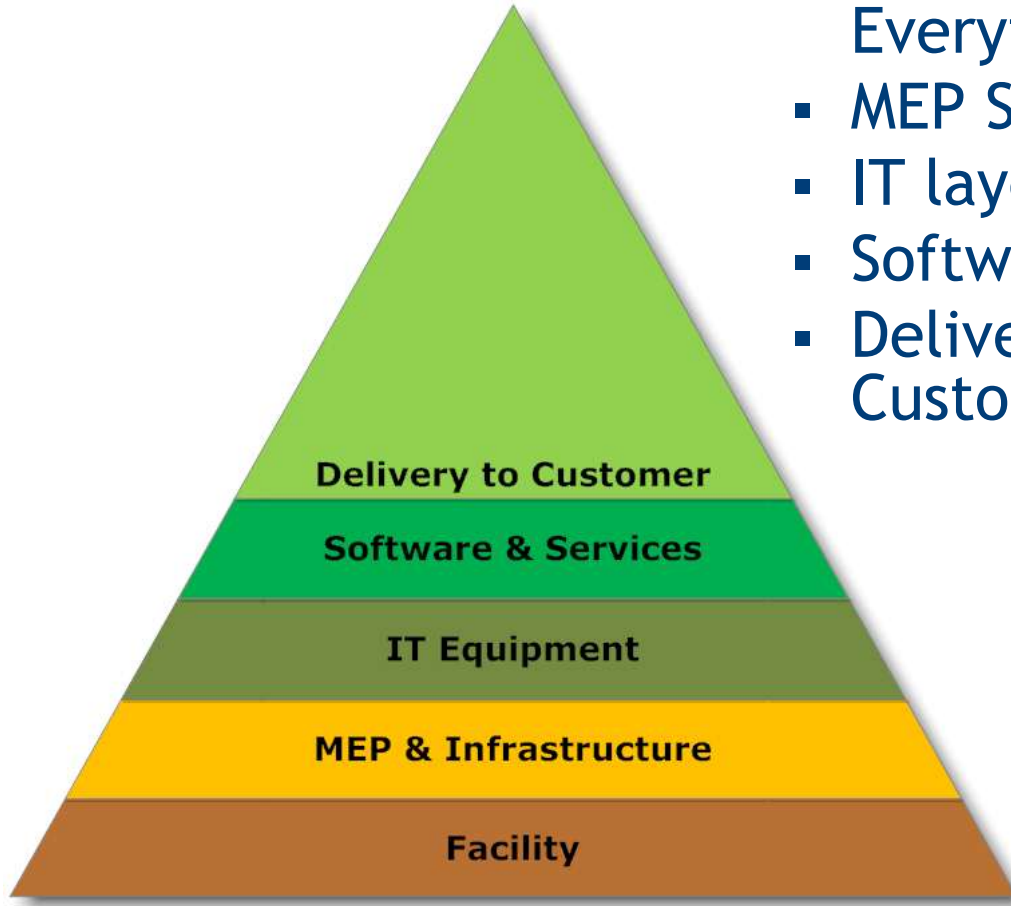 MEP
IT
Delivery to Customer
Software & Services
IT Equipment
MEP & Infrastructure
Facility